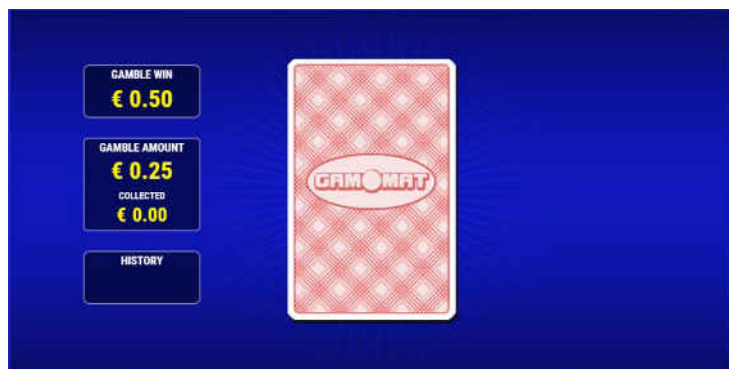 GAMBLE WIN
€ 0.50
GAMBLE AMOUNT
€ 0.25
COLLECTED
€ 0.00
HISTORY
GAMOMAT